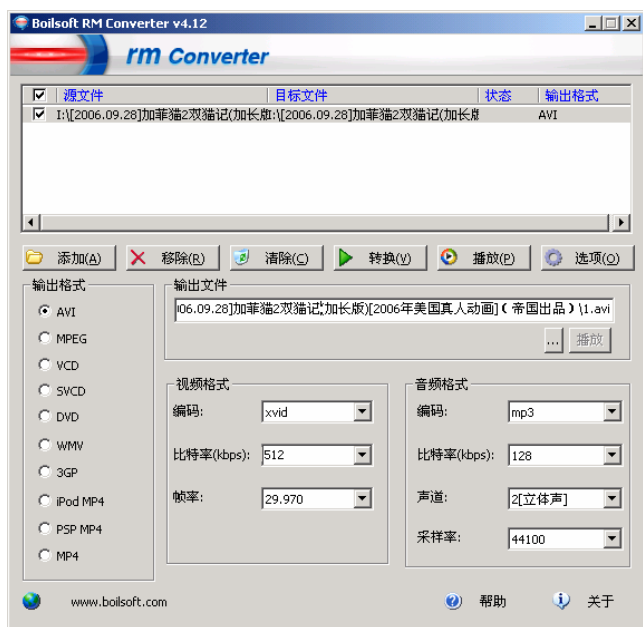 Boilsoft RM Converter v4.12
rm Converter
源文件 目标文件 状态 输出格式
I:\[2006.09.28]加菲猫2双猫记(加长版I:\[2006.09.28]加菲猫2双猫记(加长版 AVI
添加(A) 移除(R) 清除(C) 转换(V) 播放(P) 选项(O)
输出格式
AVI
MPEG
VCD
SVCD
DVD
WMV
3GP
iPod MP4
PSP MP4
MP4
输出文件
006.09.28]加菲猫2双猫记(加长版)[2006年美国真人动画](帝国出品)\1.avi
... 播放
视频格式
编码: xvid
比特率(kbps): 512
帧率: 29.970
音频格式
编码: mp3
比特率(kbps): 128
声道: 2[立体声]
采样率: 44100
www.boilsoft.com 帮助 关于